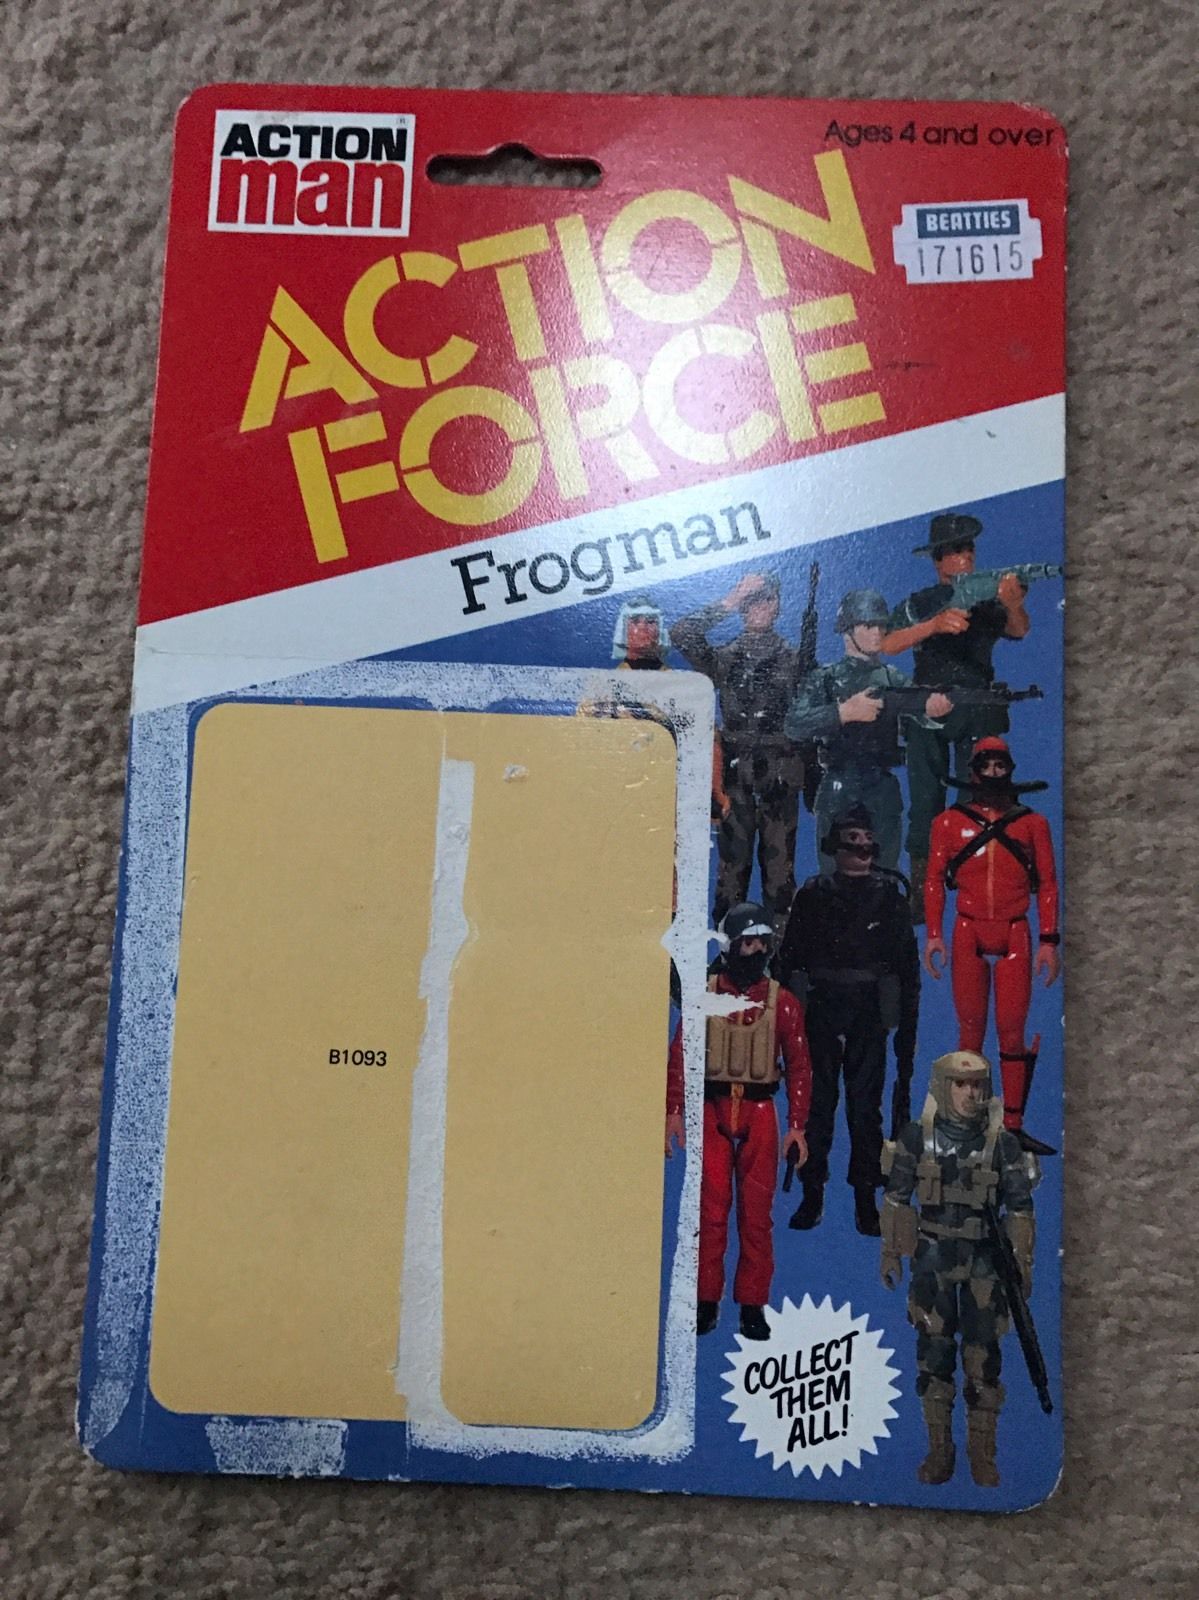 ACTION
man
Ages 4 and over
BEATTIES
171615
ACTION
FORCE
Frogman
B1093
COLLECT
THEM
ALL!